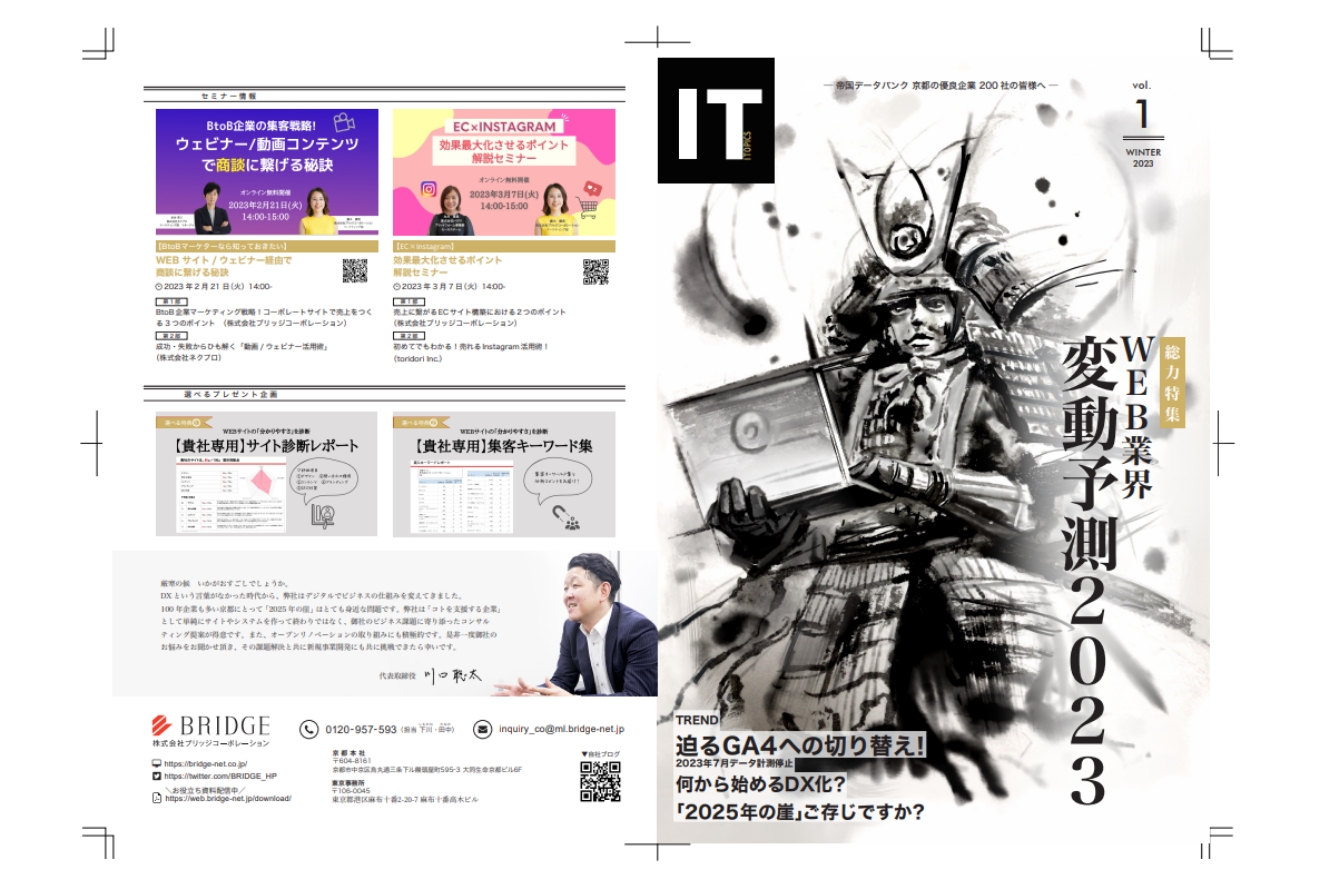 セミナー情報
BtoB企業の集客戦略!
ウェビナー/動画コンテンツ
で商談に繋げる秘訣
オンライン無料開催
2023年2月21日(火)
14:00-15:00
【BtoBマーケターなら知っておきたい】
WEB サイト / ウェビナー経由で
商談に繋げる秘訣
2023年2月21日(火) 14:00-
第1部
BtoB企業マーケティング戦略!コーポレートサイトで売上をつく
る3つのポイント (株式会社ブリッジコーポレーション)
第2部
成功・失敗からひも解く「動画/ウェビナー活用術」
(株式会社ネクプロ)
EC×INSTAGRAM
効果最大化させるポイント
解説セミナー
オンライン無料開催
2023年3月7日(火)
14:00-15:00
【EC×Instagram】
効果最大化させるポイント
解説セミナー
2023年3月7日(火) 14:00-
第1部
売上に繋がるECサイト構築における2つのポイント
(株式会社ブリッジコーポレーション)
第2部
初めてでもわかる!売れるInstagram活用術!
(toridori Inc.)
選べるプレゼント企画
選べる特典
WEBサイトの「分かりやすさ」を診断
【貴社専用】サイト診断レポート
選べる特典
WEBサイトの「分かりやすさ」を診断
【貴社専用】集客キーワード集
厳寒の候 いかがおすごしでしょうか。
DXという言葉がなかった時代から、弊社はデジタルでビジネスの仕組みを変えてきました。
100年企業も多い京都にとって「2025年の崖」はとても身近な問題です。弊社は「コトを支援する企業」
として単純にサイトやシステムを作って終わりではなく、御社のビジネス課題に寄り添ったコンサル
ティング提案が得意です。また、オープンリノベーションの取り組みにも積極的です。是非一度御社の
お悩みをお聞かせ頂き、その課題解決と共に新規事業開発にも共に挑戦できたら幸いです。
代表取締役 川口聡太
BRIDGE
株式会社ブリッジコーポレーション
0120-957-593 (担当 下川・田中)
inquiry_co@ml.bridge-net.jp
https://bridge-net.co.jp/
https://twitter.com/BRIDGE_HP
＼お役立ち資料配信中／
https://web.bridge-net.jp/download/
京都本社
〒604-8161
京都市中京区烏丸通三条下ル饅頭屋町595-3 大同生命京都ビル6F
東京事務所
〒106-0045
東京都港区麻布十番2-20-7 麻布十番高木ビル
▼自社ブログ
IT
ITOPICS
― 帝国データバンク 京都の優良企業 200 社の皆様へ ―
vol.
1
WINTER
2023
総力特集
WEB業界
変動予測2023
TREND
迫るGA4への切り替え!
2023年7月データ計測停止
何から始めるDX化?
「2025年の崖」ご存じですか?